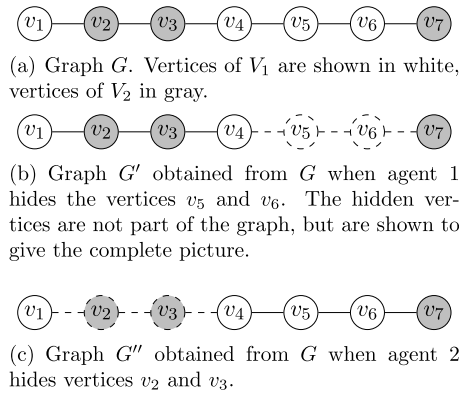 v1 v2 v3 v4 v5 v6 v7
(a) Graph G. Vertices of V1 are shown in white,
vertices of V2 in gray.
v1 v2 v3 v4 v5 v6 v7
(b) Graph G′ obtained from G when agent 1
hides the vertices v5 and v6. The hidden ver-
tices are not part of the graph, but are shown to
give the complete picture.
v1 v2 v3 v4 v5 v6 v7
(c) Graph G″ obtained from G when agent 2
hides vertices v2 and v3.